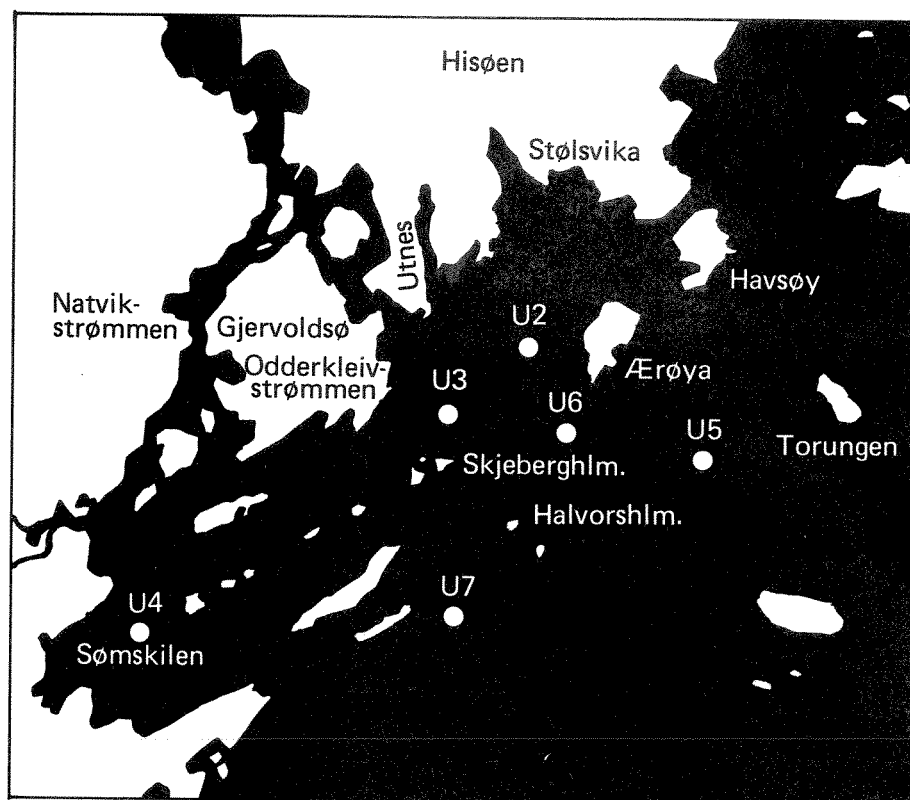 Hisøen
Stølsvika
Utnes
Havsøy
Natvik-
strømmen
Gjervoldsø
Odderkleiv-
strømmen
U2
Ærøya
U3
U6
U5
Torungen
Skjeberghlm.
Halvorshlm.
U7
U4
Sømskilen